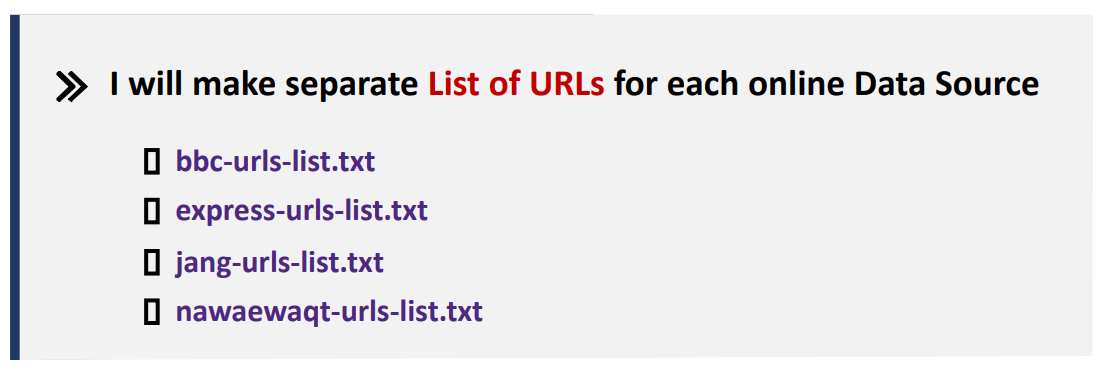 I will make separate List of URLs for each online Data Source
bbc-urls-list.txt
express-urls-list.txt
jang-urls-list.txt
nawaewaqt-urls-list.txt